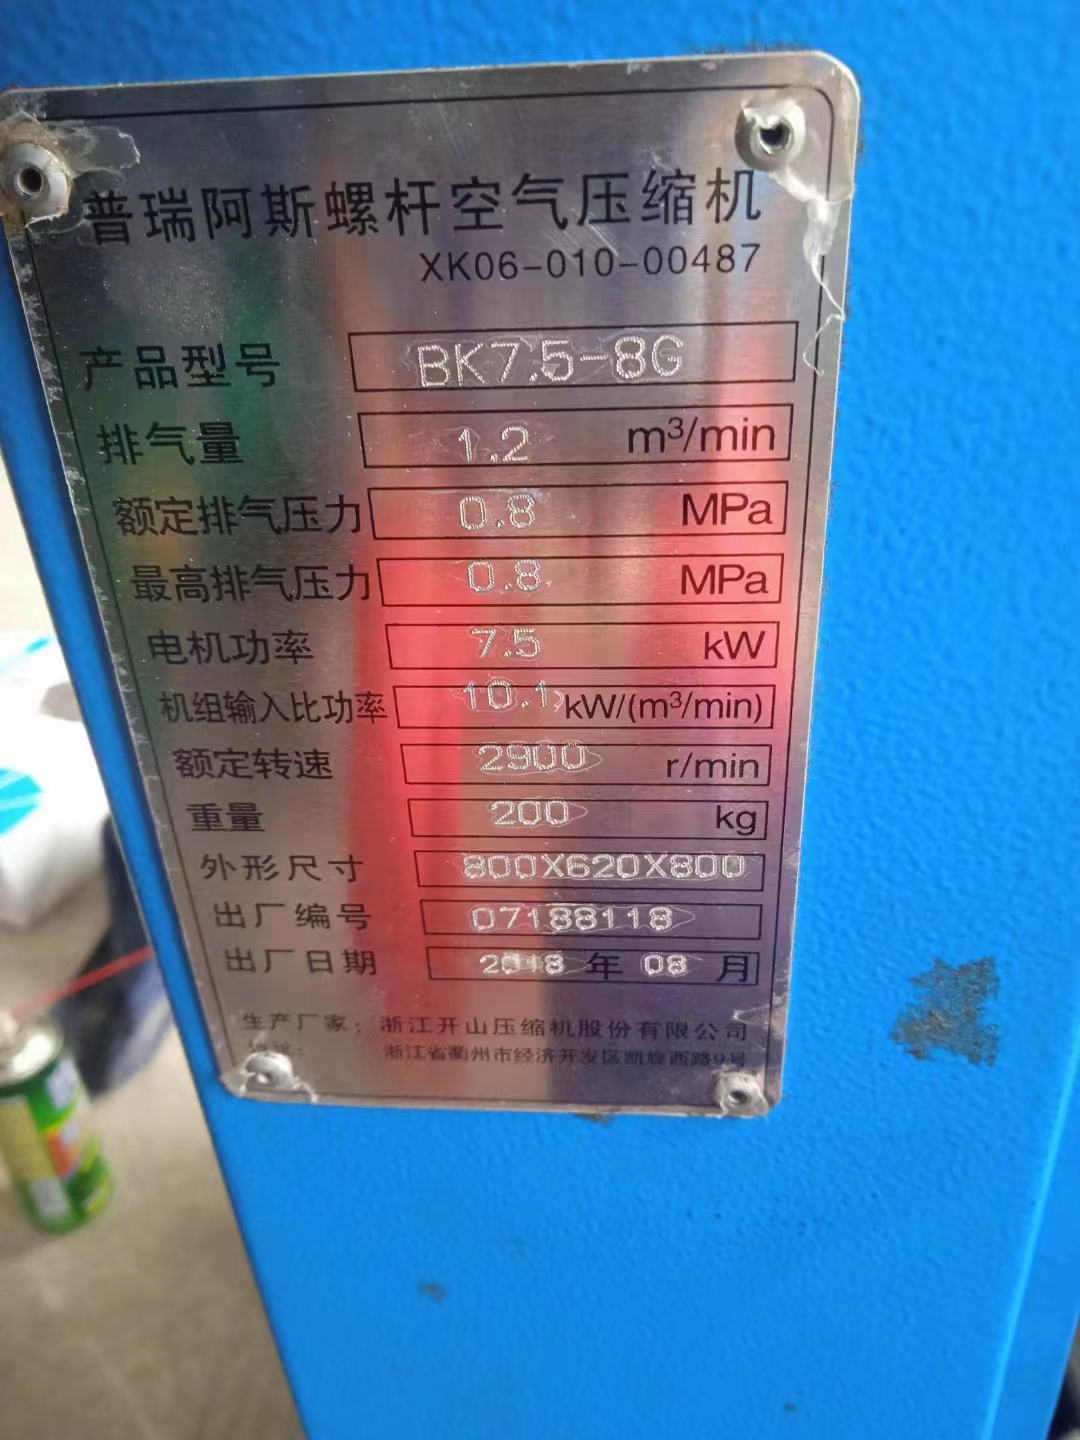 普瑞阿斯螺杆空气压缩机
XK06-010-00487
产品型号 BK7.5-8G
排气量 1.2 m³/min
额定排气压力 0.8 MPa
最高排气压力 0.8 MPa
电机功率 7.5 kW
机组输入比功率 10.1 kW/(m³/min)
额定转速 2900 r/min
重量 200 kg
外形尺寸 800X620X800
出厂编号 07188118
出厂日期 2018 年 08 月
生产厂家：浙江开山压缩机股份有限公司
浙江省衢州市经济开发区凯旋西路9号